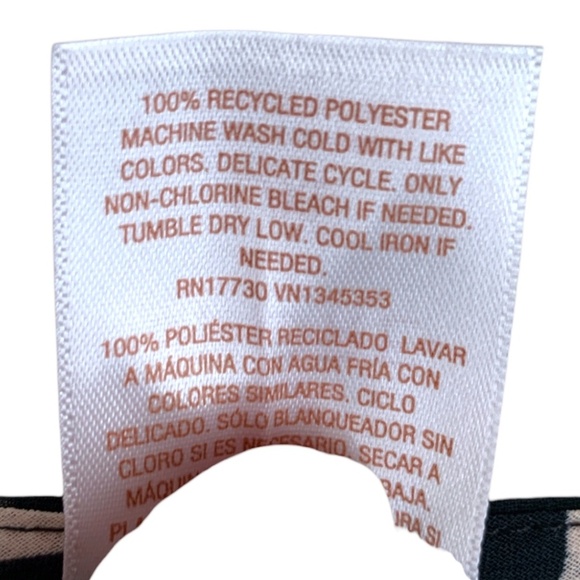 100% RECYCLED POLYESTER
MACHINE WASH COLD WITH LIKE
COLORS. DELICATE CYCLE. ONLY
NON-CHLORINE BLEACH IF NEEDED.
TUMBLE DRY LOW. COOL IRON IF
NEEDED.
RN17730 VN1345353
100% POLIÉSTER RECICLADO LAVAR
A MÁQUINA CON AGUA FRÍA CON
COLORES SIMILARES. CICLO
DELICADO. SÓLO BLANQUEADOR SIN
CLORO SI ES NECESARIO. SECAR A
BAJA.
SI